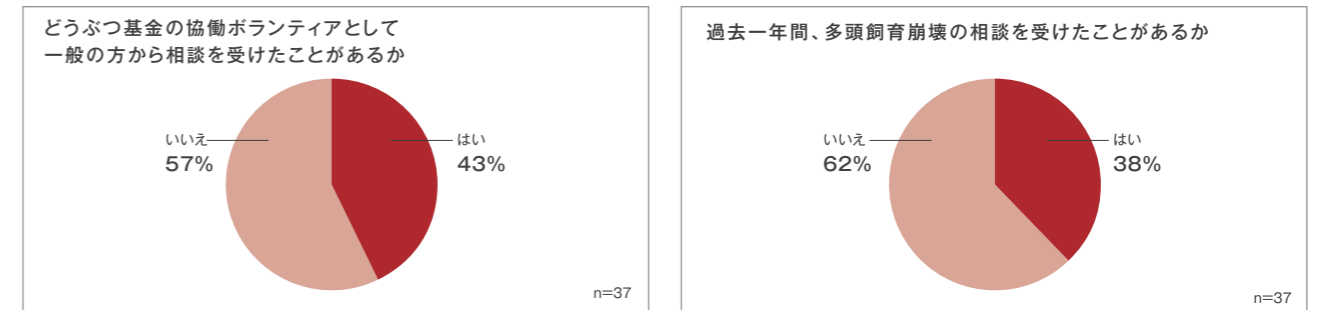 どうぶつ基金の協働ボランティアとして
一般の方から相談を受けたことがあるか
いいえ
57%
はい
43%
n=37
過去一年間、多頭飼育崩壊の相談を受けたことがあるか
いいえ
62%
はい
38%
n=37